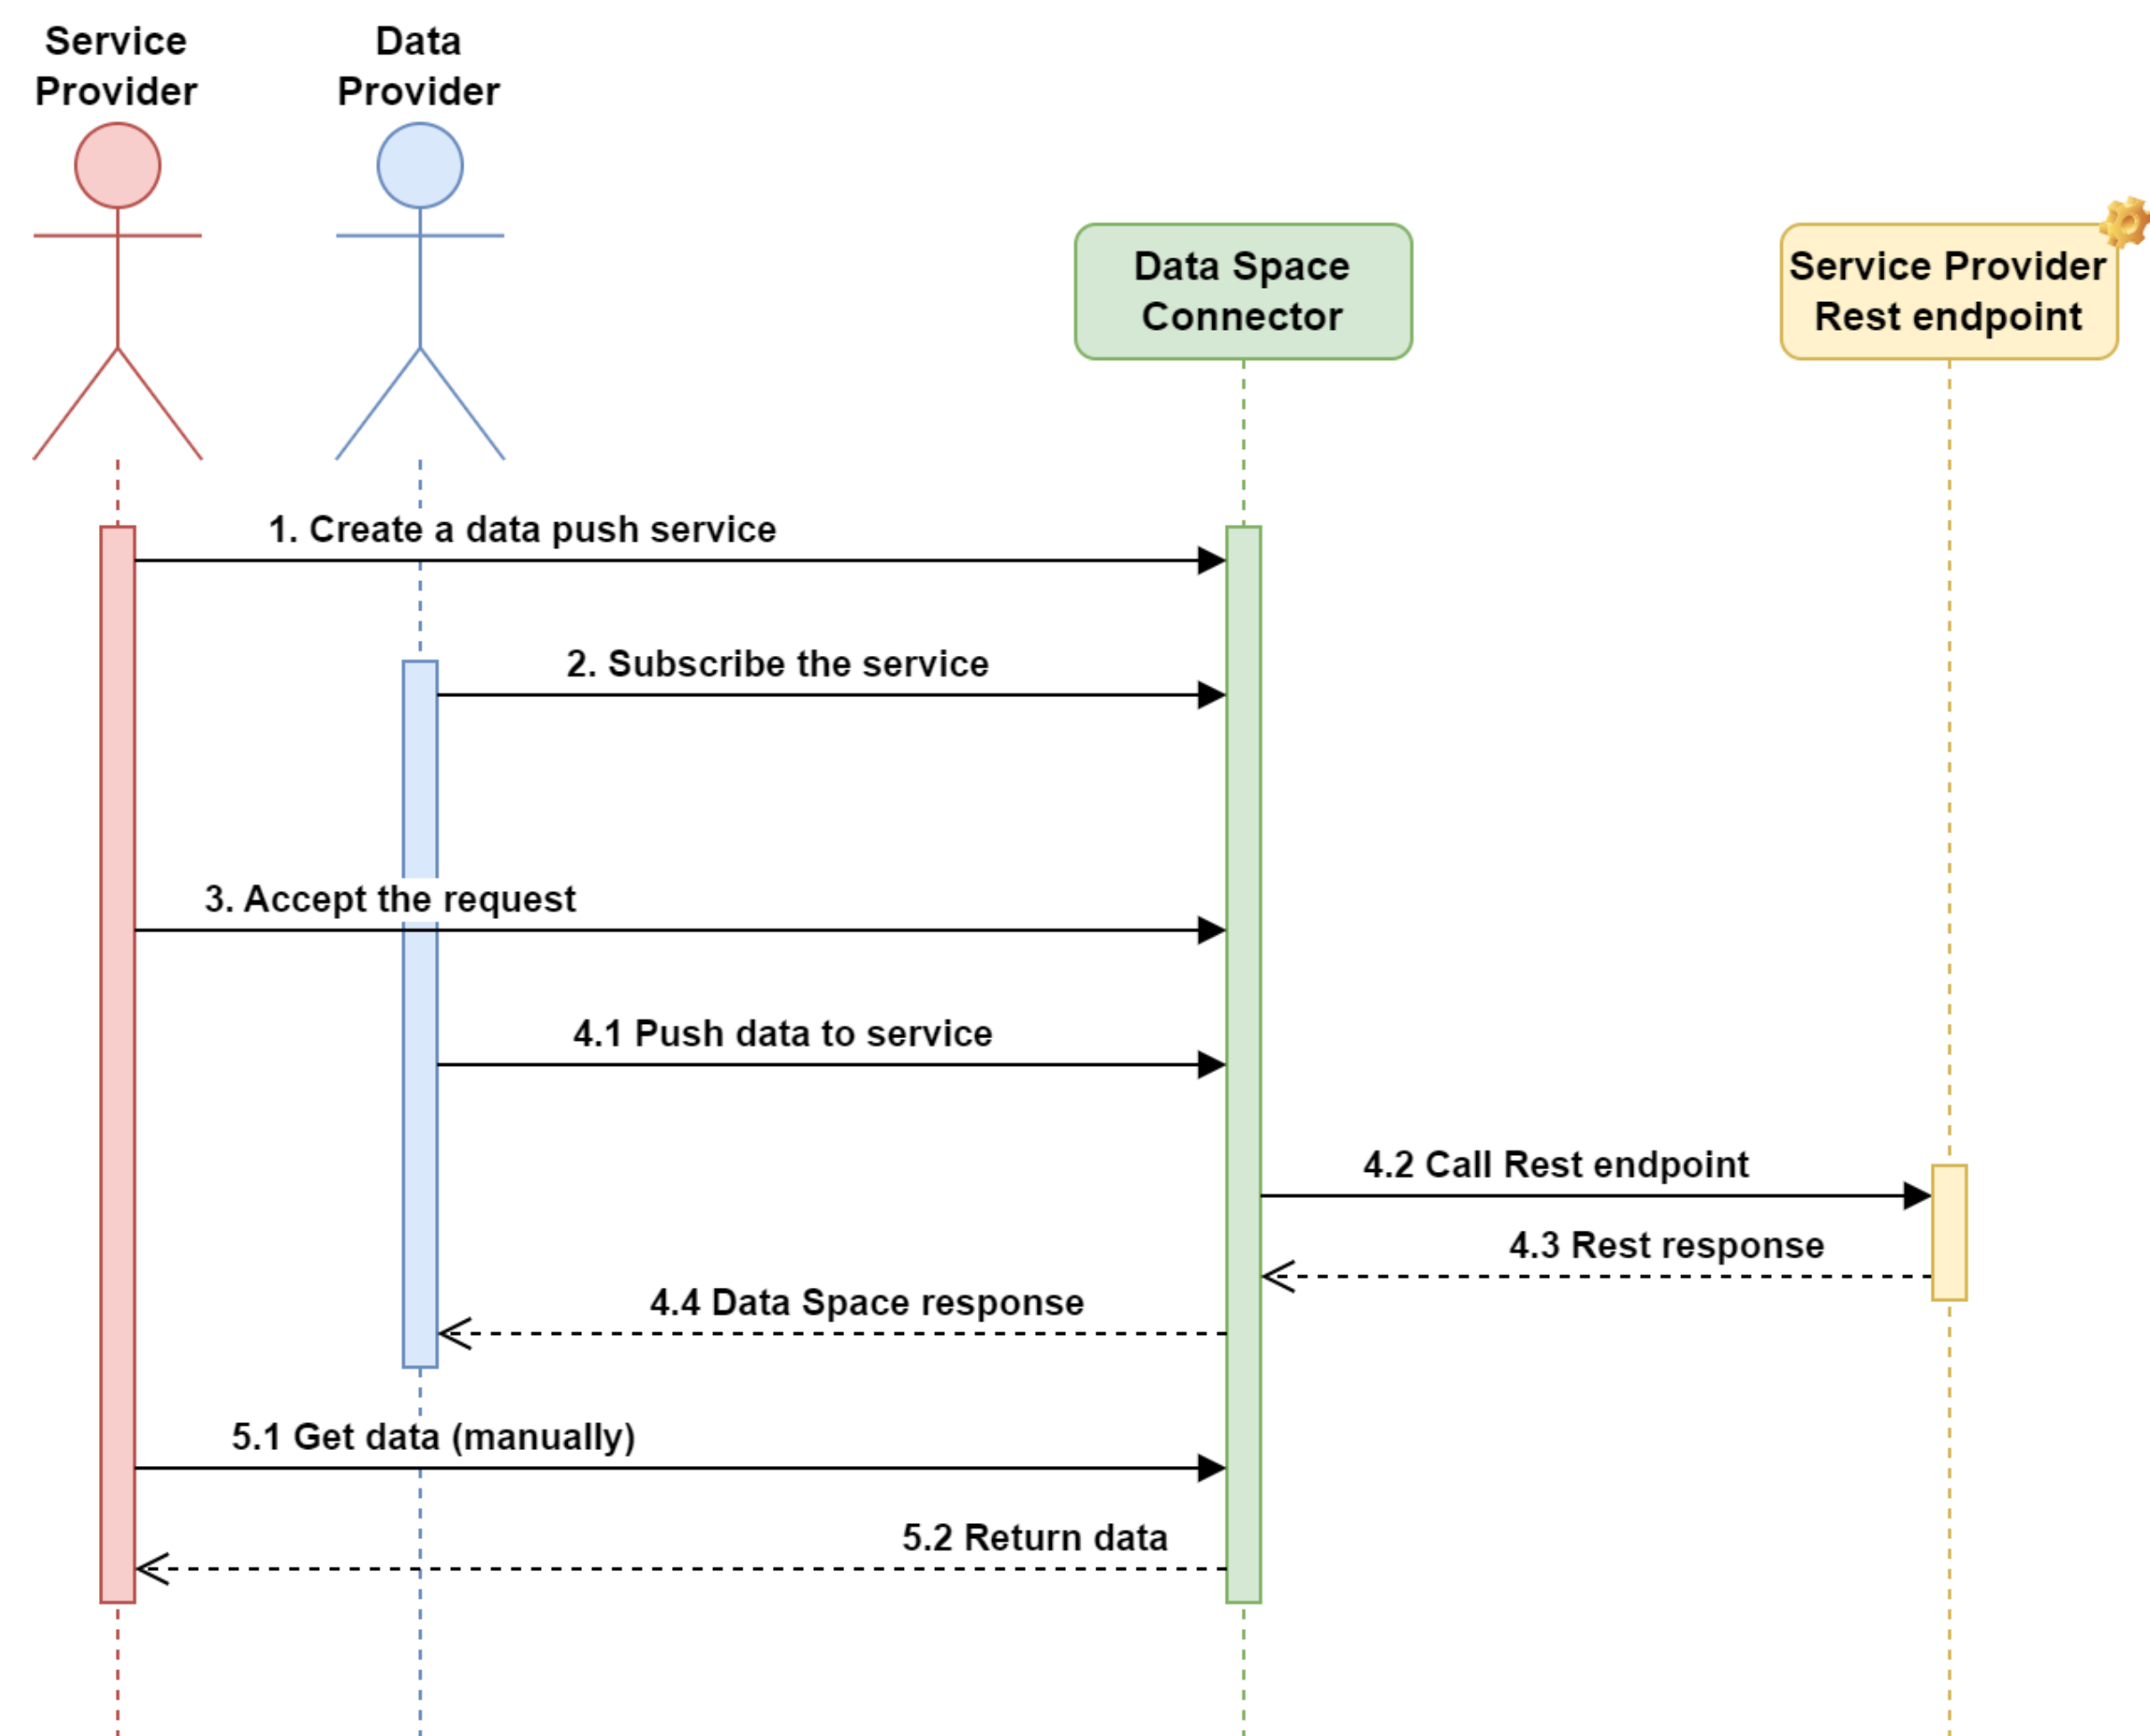 Service
Provider
Data
Provider
Data Space
Connector
Service Provider
Rest endpoint
1. Create a data push service
2. Subscribe the service
3. Accept the request
4.1 Push data to service
4.2 Call Rest endpoint
4.3 Rest response
4.4 Data Space response
5.1 Get data (manually)
5.2 Return data